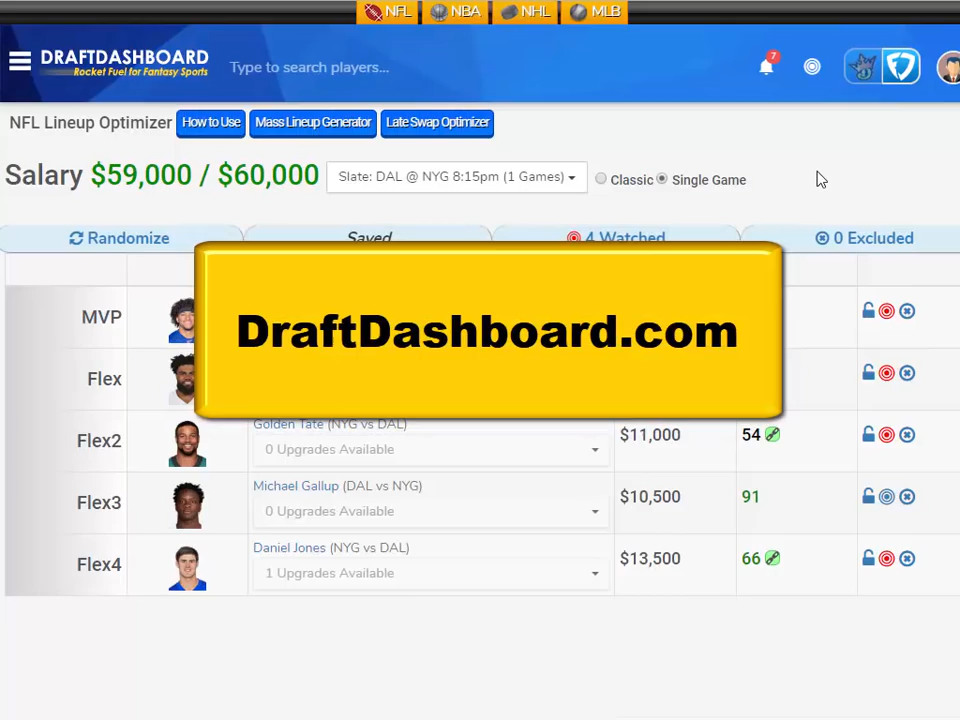 NFL NBA NHL MLB
DRAFTDASHBOARD
Rocket Fuel for Fantasy Sports
Type to search players...
7
NFL Lineup Optimizer How to Use Mass Lineup Generator Late Swap Optimizer
Salary $59,000 / $60,000 Slate: DAL @ NYG 8:15pm (1 Games) Classic Single Game
Randomize Saved 4 Watched 0 Excluded
MVP
DraftDashboard.com
Flex
Golden Tate (NYG vs DAL)
Flex2 0 Upgrades Available $11,000 54
Michael Gallup (DAL vs NYG)
Flex3 0 Upgrades Available $10,500 91
Daniel Jones (NYG vs DAL)
Flex4 1 Upgrades Available $13,500 66